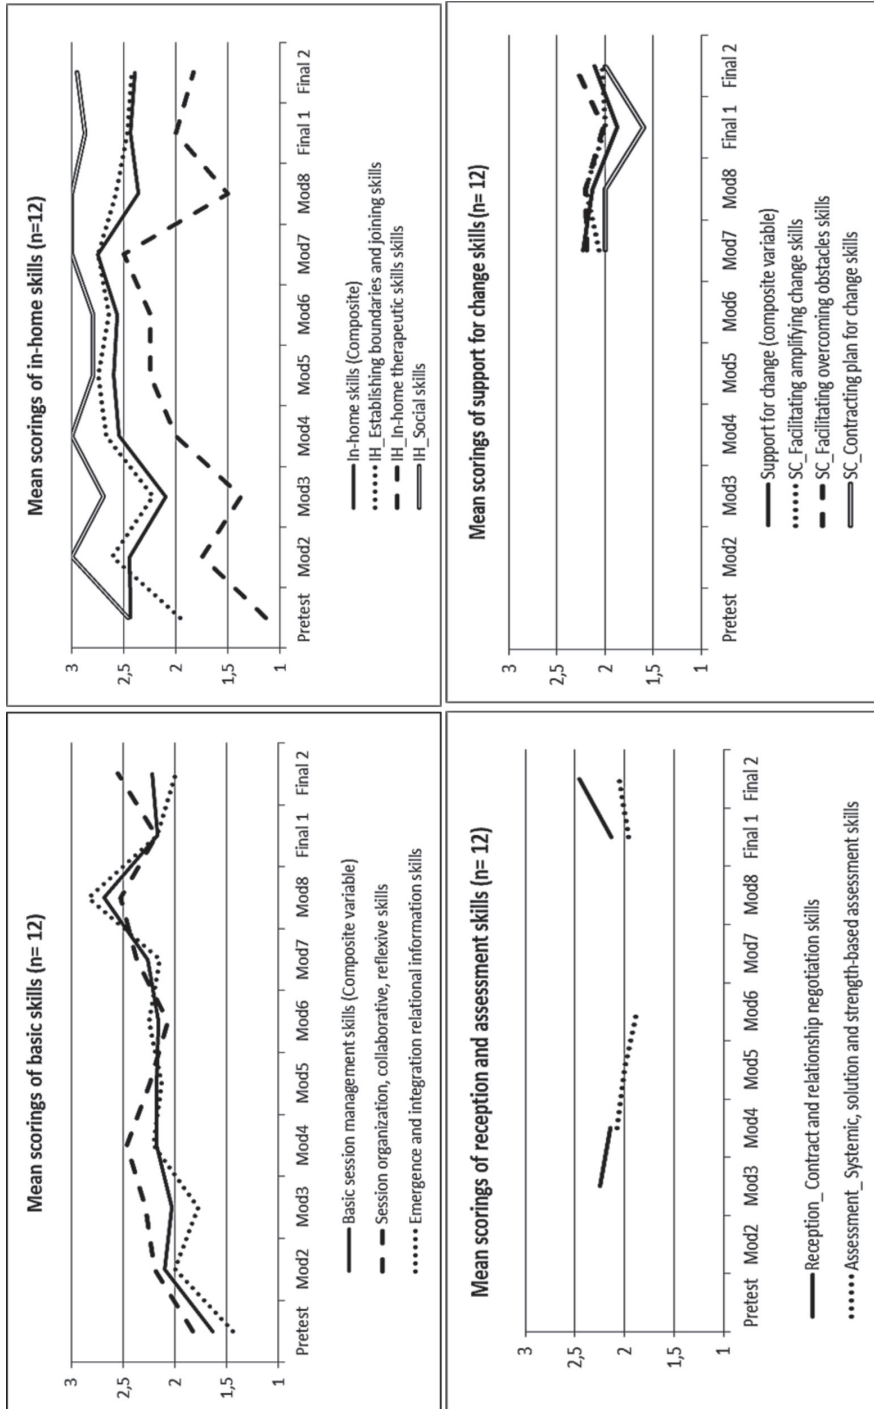 Mean scorings of basic skills (n= 12)
3
2,5
2
1,5
1
Pretest Mod2 Mod3 Mod4 Mod5 Mod6 Mod7 Mod8 Final 1 Final 2
Basic session management skills (Composite variable)
Session organization, collaborative, reflexive skills
Emergence and integration relational information skills
Mean scorings of in-home skills (n=12)
3
2,5
2
1,5
1
Pretest Mod2 Mod3 Mod4 Mod5 Mod6 Mod7 Mod8 Final 1 Final 2
In-home skills (Composite)
IH_Establishing boundaries and joining skills
IH_In-home therapeutic skills skills
IH_Social skills
Mean scorings of reception and assessment skills (n= 12)
3
2,5
2
1,5
1
Pretest Mod2 Mod3 Mod4 Mod5 Mod6 Mod7 Mod8 Final 1 Final 2
Reception_ Contract and relationship negotiation skills
Assessment_ Systemic, solution and strength-based assessment skills
Mean scorings of support for change skills (n= 12)
3
2,5
2
1,5
1
Pretest Mod2 Mod3 Mod4 Mod5 Mod6 Mod7 Mod8 Final 1 Final 2
Support for change (composite variable)
SC_Facilitating amplifying change skills
SC_Facilitating overcoming obstacles skills
SC_Contracting plan for change skills